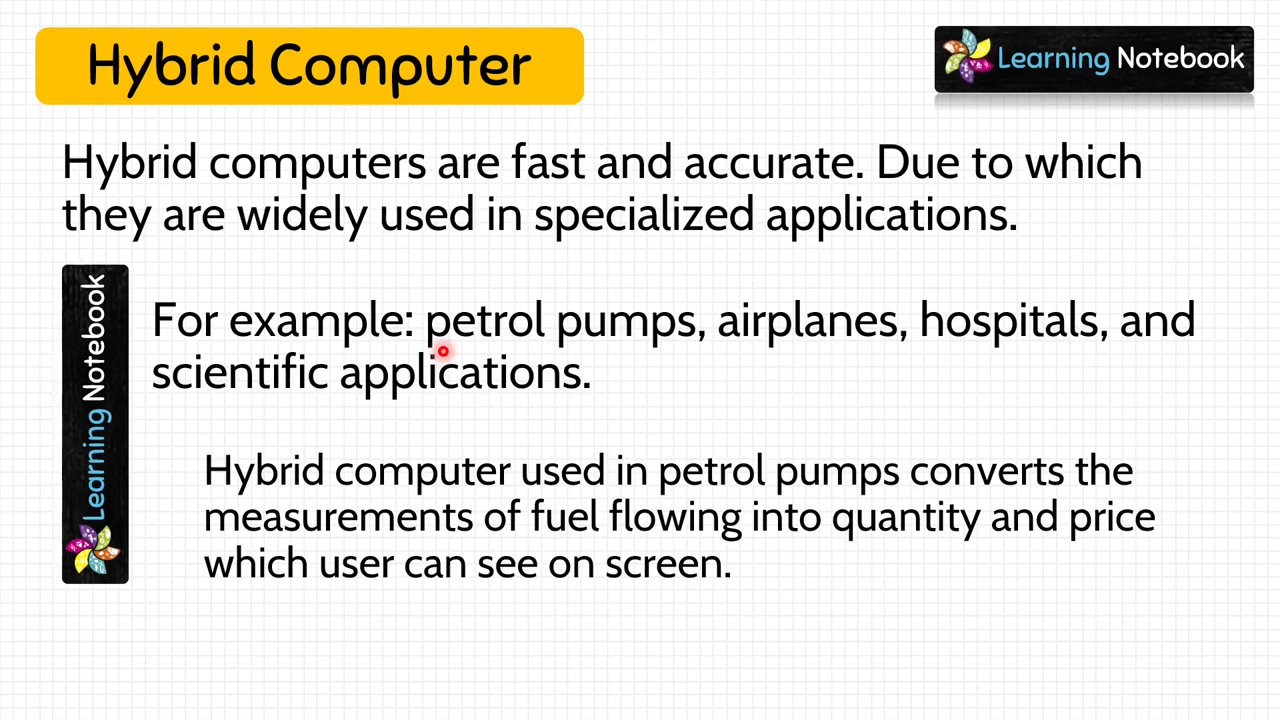 Hybrid Computer
Learning Notebook
Hybrid computers are fast and accurate. Due to which
they are widely used in specialized applications.
Learning Notebook
For example: petrol pumps, airplanes, hospitals, and
scientific applications.
Hybrid computer used in petrol pumps converts the
measurements of fuel flowing into quantity and price
which user can see on screen.